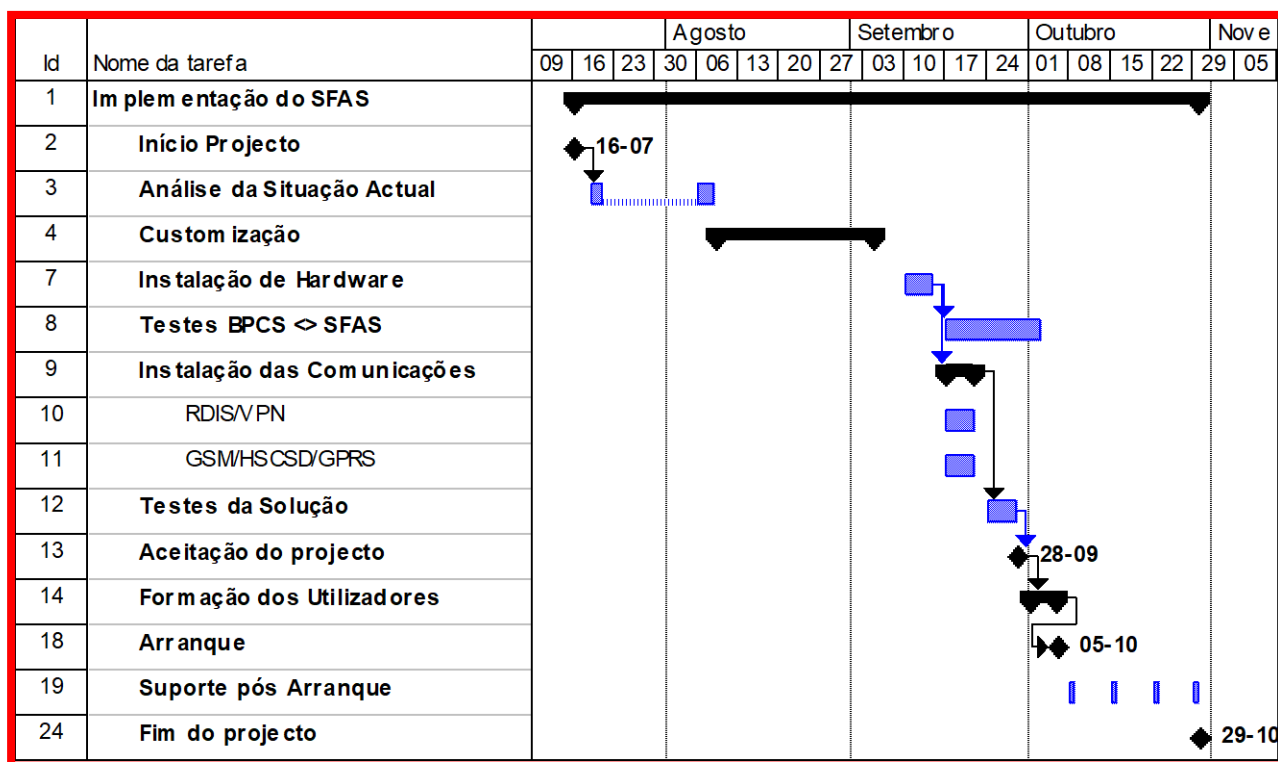 Agosto Setembro Outubro Nove
Id Nome da tarefa 09 16 23 30 06 13 20 27 03 10 17 24 01 08 15 22 29 05
1 Implementação do SFAS
2 Início Projecto 16-07
3 Análise da Situação Actual
4 Customização
7 Instalação de Hardware
8 Testes BPCS <> SFAS
9 Instalação das Comunicações
10 RDIS/VPN
11 GSM/HSCSD/GPRS
12 Testes da Solução
13 Aceitação do projecto 28-09
14 Formação dos Utilizadores
18 Arranque 05-10
19 Suporte pós Arranque
24 Fim do projecto 29-10